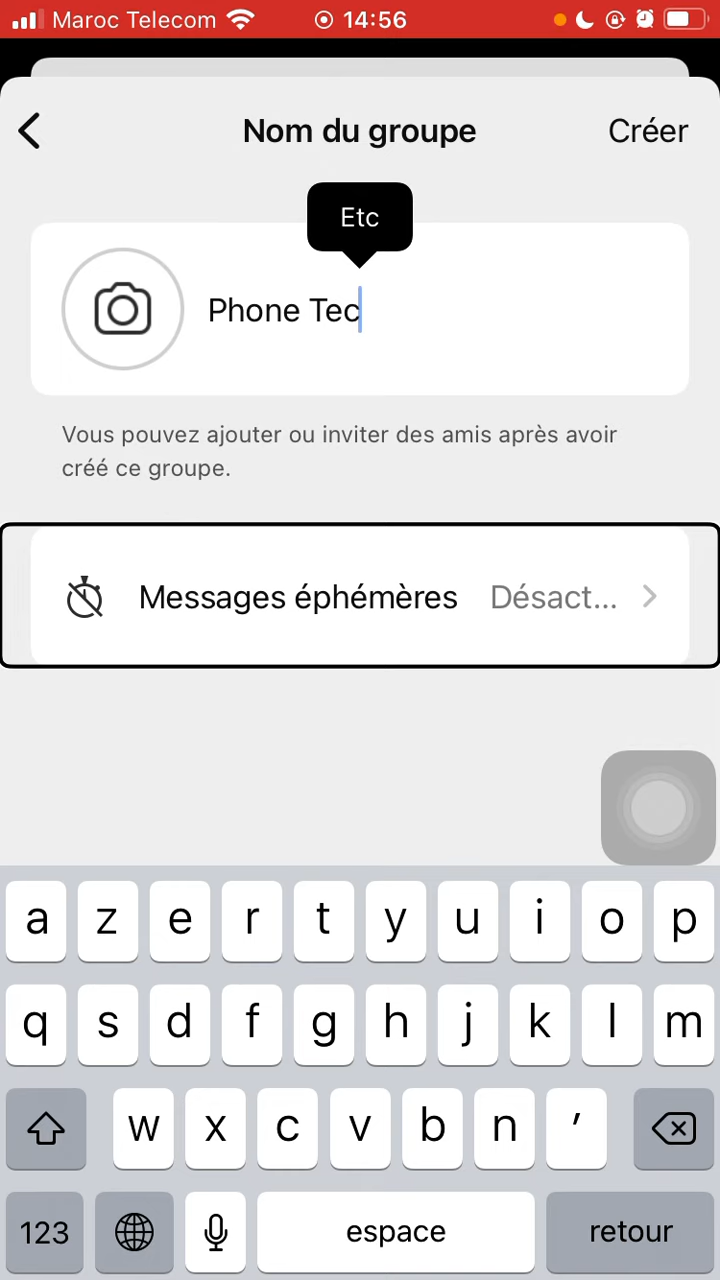 Maroc Telecom 14:56
Nom du groupe
Créer
Etc
Phone Tec
Vous pouvez ajouter ou inviter des amis après avoir
créé ce groupe.
Messages éphémères Désact...
a z e r t y u i o p
q s d f g h j k l m
w x c v b n ’
123 espace retour